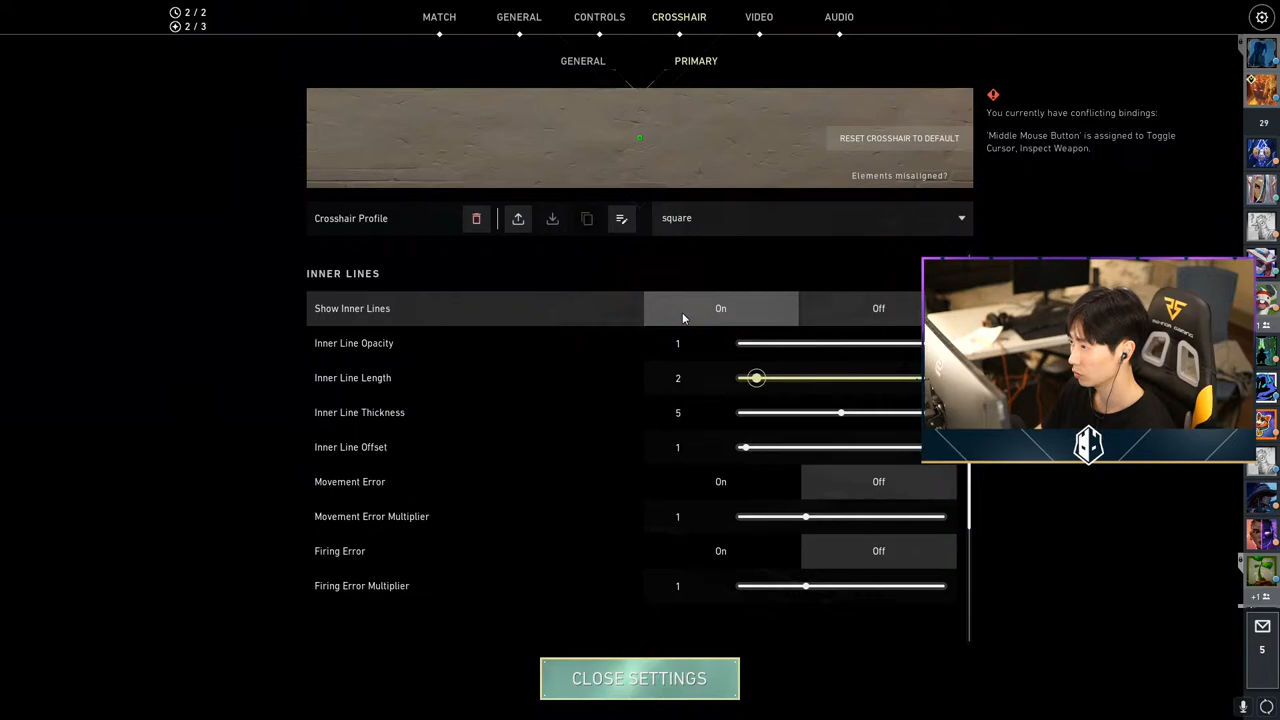 2 / 2
2 / 3
MATCH
GENERAL
CONTROLS
CROSSHAIR
VIDEO
AUDIO
GENERAL
PRIMARY
RESET CROSSHAIR TO DEFAULT
Elements misaligned?
You currently have conflicting bindings:
'Middle Mouse Button' is assigned to Toggle
Cursor, Inspect Weapon.
29
Crosshair Profile
square
INNER LINES
Show Inner Lines On Off
Inner Line Opacity 1
Inner Line Length 2
Inner Line Thickness 5
Inner Line Offset 1
Movement Error On Off
Movement Error Multiplier 1
Firing Error On Off
Firing Error Multiplier 1
1
+1
5
CLOSE SETTINGS